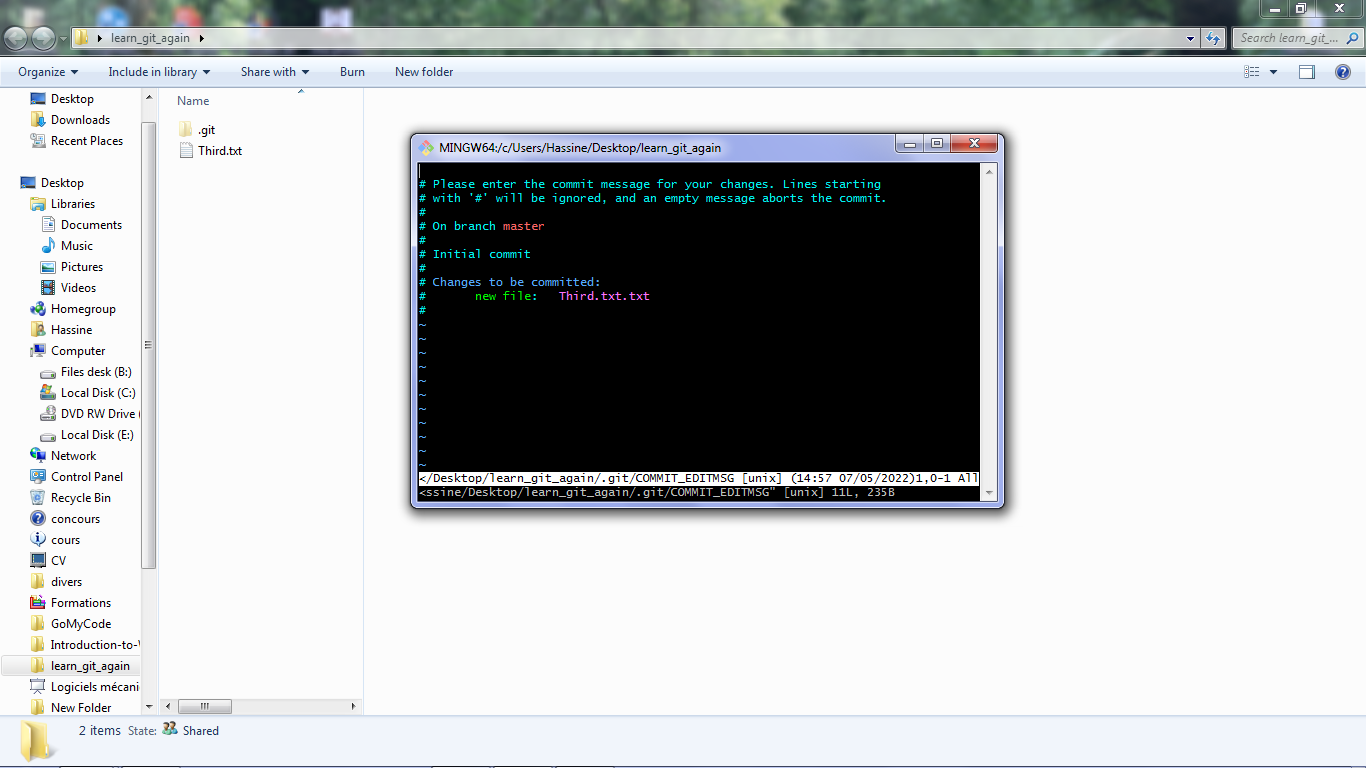 learn_git_again
Search learn_git_...
Organize
Include in library
Share with
Burn
New folder
Desktop
Downloads
Recent Places
Desktop
Libraries
Documents
Music
Pictures
Videos
Homegroup
Hassine
Computer
Files desk (B:)
Local Disk (C:)
DVD RW Drive (
Local Disk (E:)
Network
Control Panel
Recycle Bin
concours
cours
CV
divers
Formations
GoMyCode
Introduction-to-W
learn_git_again
Logiciels mécani
New Folder
Name
.git
Third.txt
MINGW64:/c/Users/Hassine/Desktop/learn_git_again
# Please enter the commit message for your changes. Lines starting
# with '#' will be ignored, and an empty message aborts the commit.
#
# On branch master
#
# Initial commit
#
# Changes to be committed:
#       new file:   Third.txt.txt
#
~
~
~
~
~
~
~
~
~
~
~
</Desktop/learn_git_again/.git/COMMIT_EDITMSG [unix] (14:57 07/05/2022)1,0-1 All
<ssine/Desktop/learn_git_again/.git/COMMIT_EDITMSG" [unix] 11L, 235B
2 items State: Shared